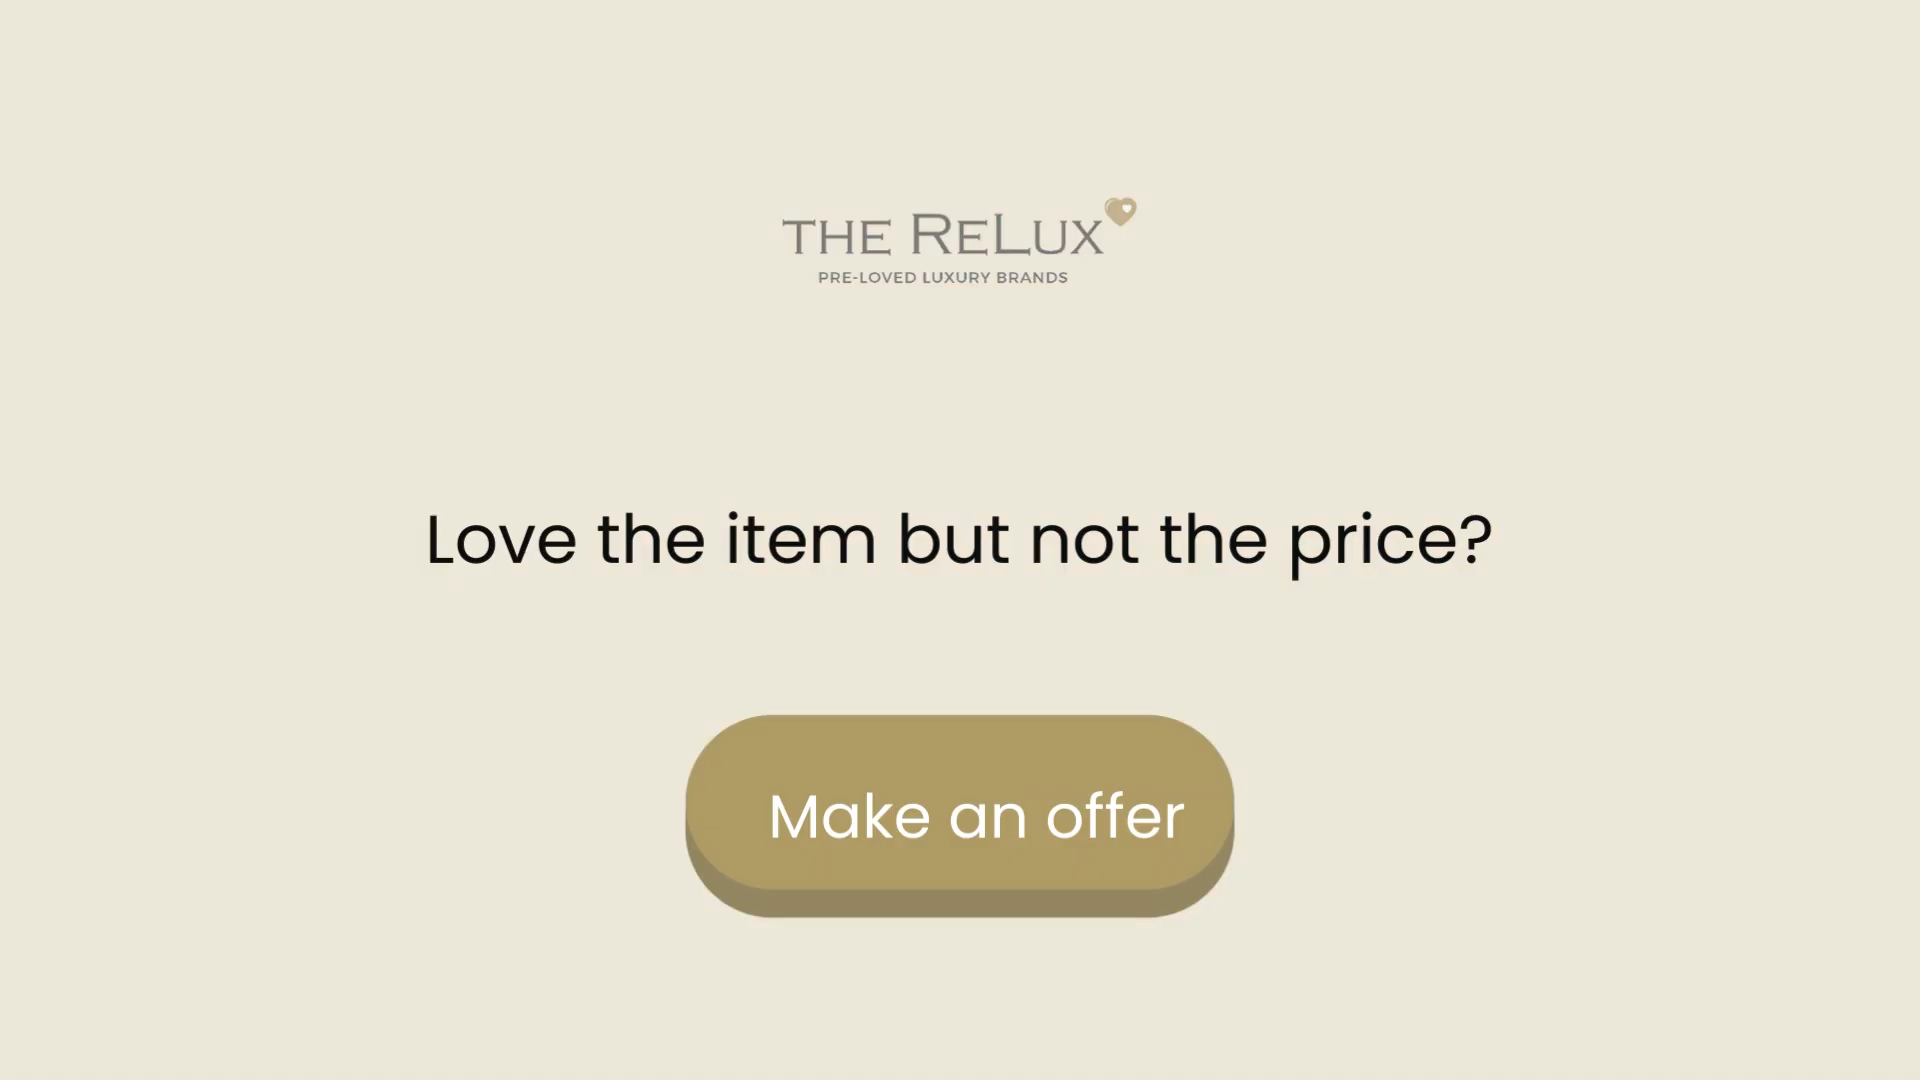 THE RELUX
PRE-LOVED LUXURY BRANDS
Love the item but not the price?
Make an offer